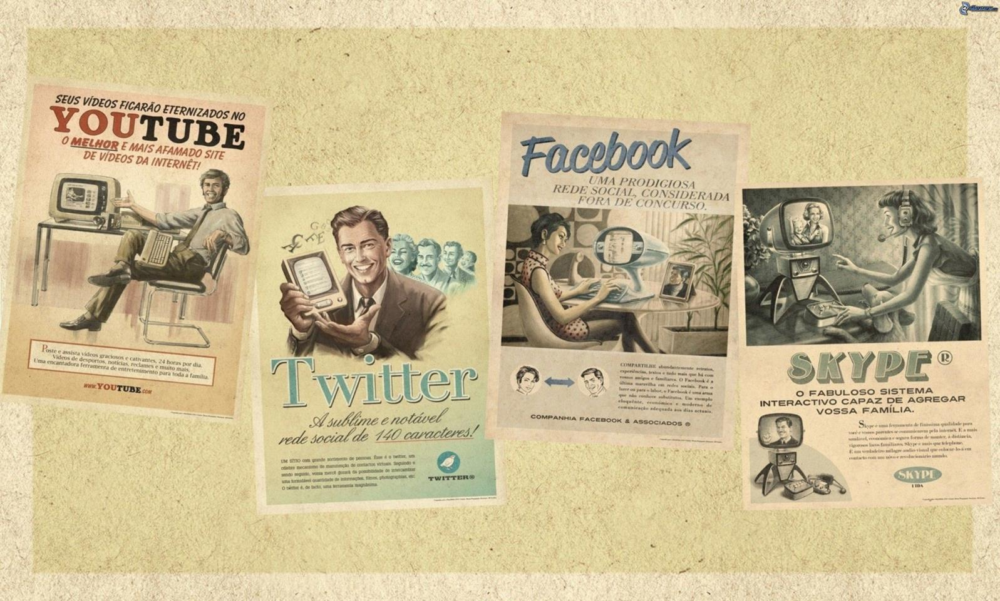 SEUS VÍDEOS FICARÃO ETERNIZADOS NO
YOUTUBE
O MELHOR E MAIS AFAMADO SITE
DE VÍDEOS DA INTERNÊT!
Poste e assista vídeos graciosos e cativantes, 24 horas por dia.
Vídeos de desportos, notícias, reclames e muito mais.
Uma encantadora ferramenta de entretenimento para toda a família.
WWW.YOUTUBE.COM
Twitter
A sublime e notável
rede social de 140 caracteres!
UM SÍTIO com grande sortimento de pessoas. Êsse é o twitter, um
célebre mecanismo de manutenção de contactos virtuais. Seguindo e
sendo seguido, vossa mercê gozará da possibilidade de intercambiar
uma formidável quantidade de informações, filmes, photographias, etc.
O twitter é, de facto, uma ferramenta magnânima.
TWITTER®
Facebook
UMA PRODIGIOSA
REDE SOCIAL, CONSIDERADA
FORA DE CONCURSO.
COMPARTILHE abundantemente retratos,
experiências, textos e tudo mais que há com
vossos amigos e familiares. O Facebook é a
última maravilha em redes sociais. Para o
lazer ou para o labor, o Facebook é uma arma
que não conhece substitutos. Um exemplo
eloquente, econômico e moderno de
comunicação adequada aos dias actuais.
COMPANHIA FACEBOOK & ASSOCIADOS ®
SKYPE®
O FABULOSO SISTEMA
INTERACTIVO CAPAZ DE AGREGAR
VOSSA FAMÍLIA.
Skype é uma ferramenta de finíssima qualidade para
você e vossos parentes se comunicarem pela internet. E a mais
saudável, econômica e segura forma de manter, à distância,
vigorosos laços familiares. Skype é mais que telephone.
É um verdadeiro milagre audio-visual que colocar-lo-á em
contacto com um nôvo e revolucionário mundo.
SKYPE
LTDA